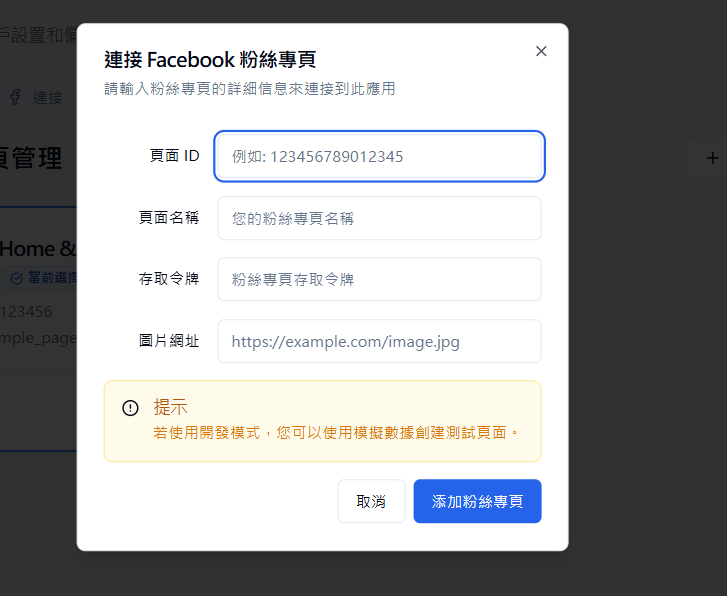 連接 Facebook 粉絲專頁
請輸入粉絲專頁的詳細信息來連接到此應用
連接
頁管理
頁面 ID
例如: 123456789012345
頁面名稱
您的粉絲專頁名稱
Home &
當前選擇
存取令牌
粉絲專頁存取令牌
123456
mple_page
圖片網址
https://example.com/image.jpg
提示
若使用開發模式，您可以使用模擬數據創建測試頁面。
取消
添加粉絲專頁